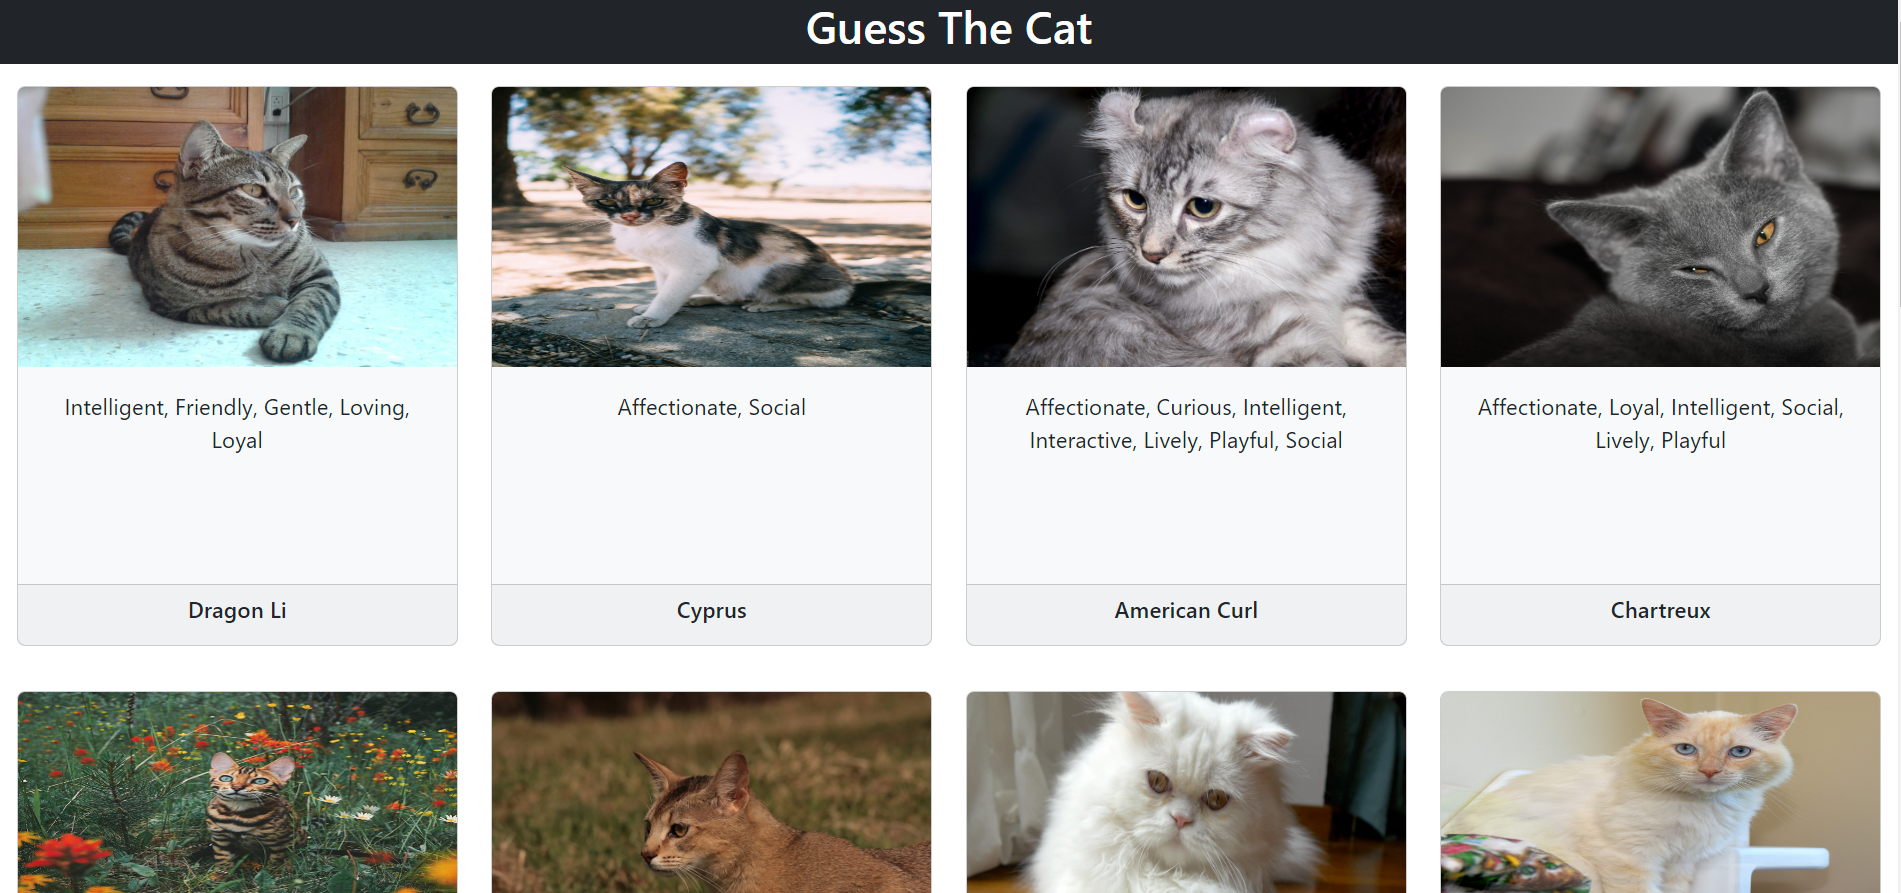 Guess The Cat
Intelligent, Friendly, Gentle, Loving,
Loyal
Dragon Li
Affectionate, Social
Cyprus
Affectionate, Curious, Intelligent,
Interactive, Lively, Playful, Social
American Curl
Affectionate, Loyal, Intelligent, Social,
Lively, Playful
Chartreux